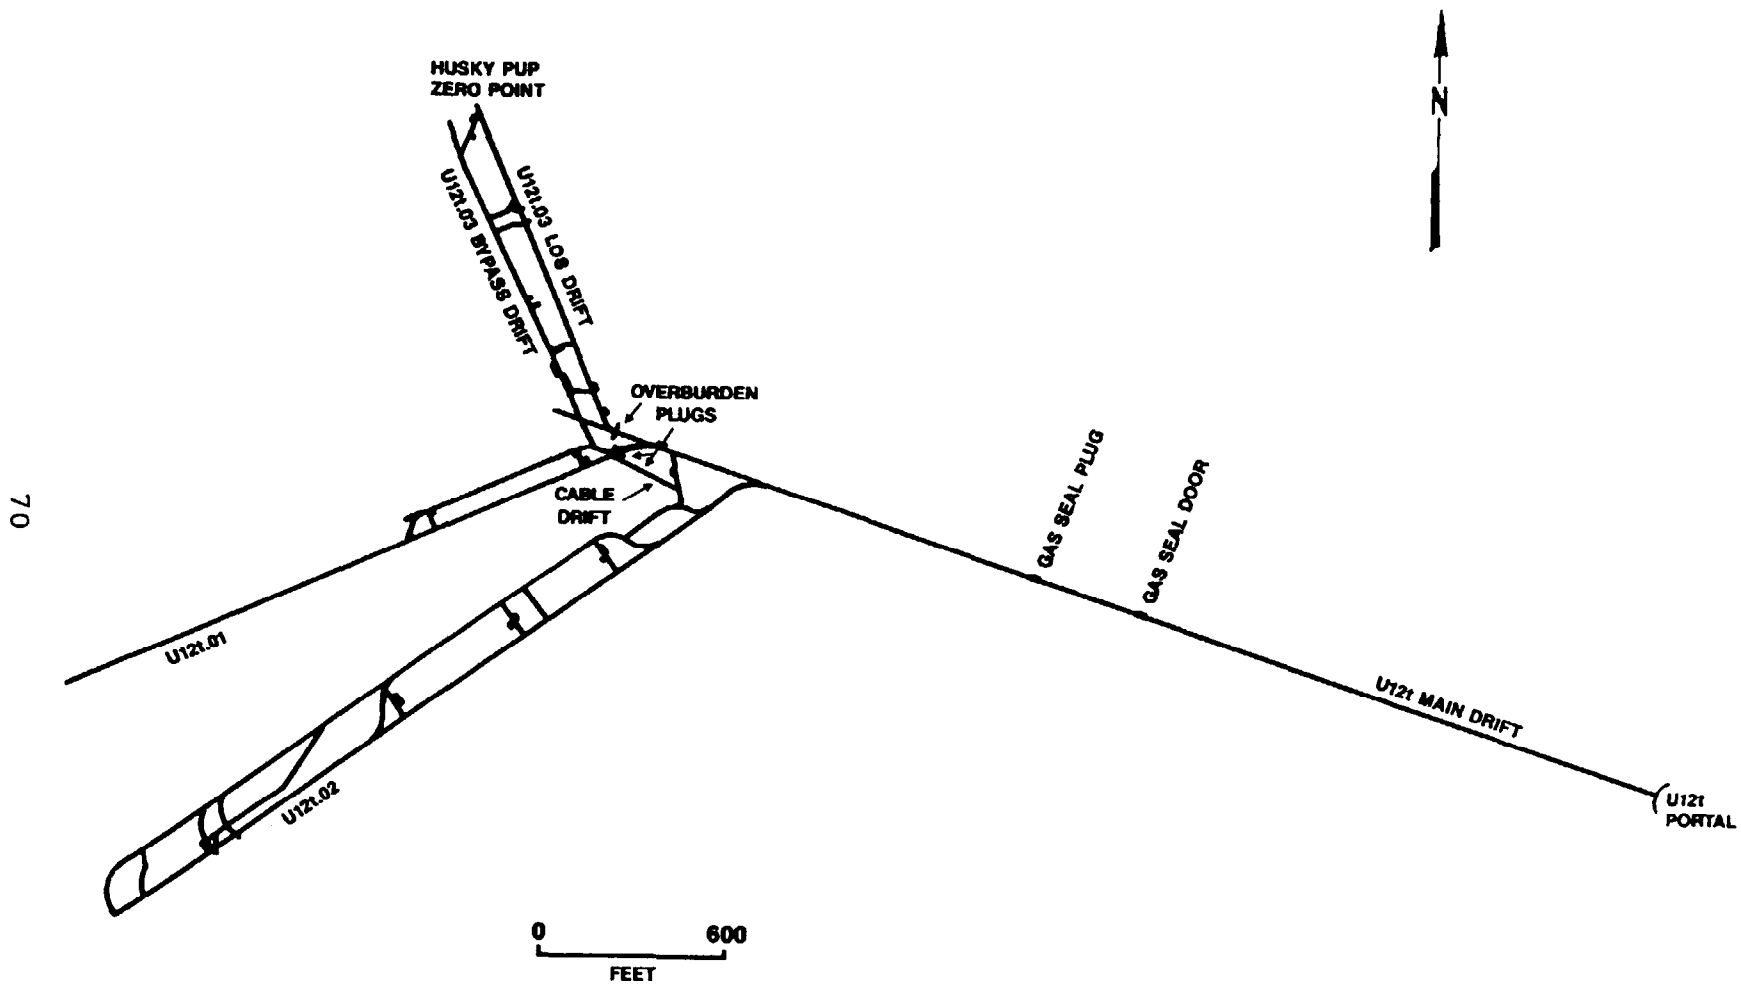 HUSKY PUP
ZERO POINT
N
U12t.03 BYPASS DRIFT
U12t.03 LOS DRIFT
OVERBURDEN
PLUGS
GAS SEAL PLUG
GAS SEAL DOOR
CABLE
DRIFT
70
U12t.01
U12t MAIN DRIFT
U12t.02
U12t
PORTAL
0 600
FEET